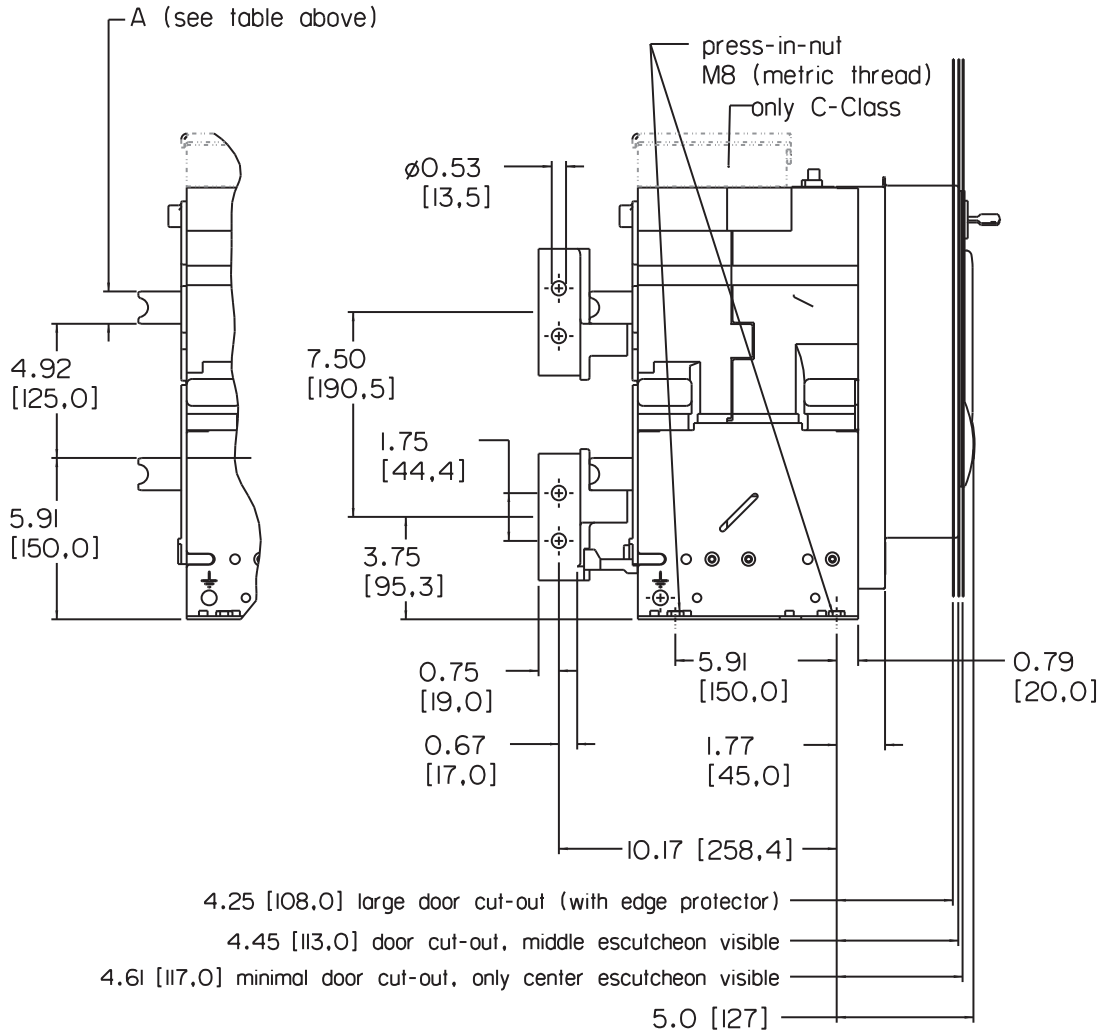 A (see table above)
press-in-nut
M8 (metric thread)
only C-Class
ø0.53
[13,5]
4.92
[125,0]
7.50
[190,5]
1.75
[44,4]
5.91
[150,0]
3.75
[95,3]
0.75
[19,0]
5.91
[150,0]
0.79
[20,0]
0.67
[17,0]
1.77
[45,0]
10.17 [258,4]
4.25 [108,0] large door cut-out (with edge protector)
4.45 [113,0] door cut-out, middle escutcheon visible
4.61 [117,0] minimal door cut-out, only center escutcheon visible
5.0 [127]